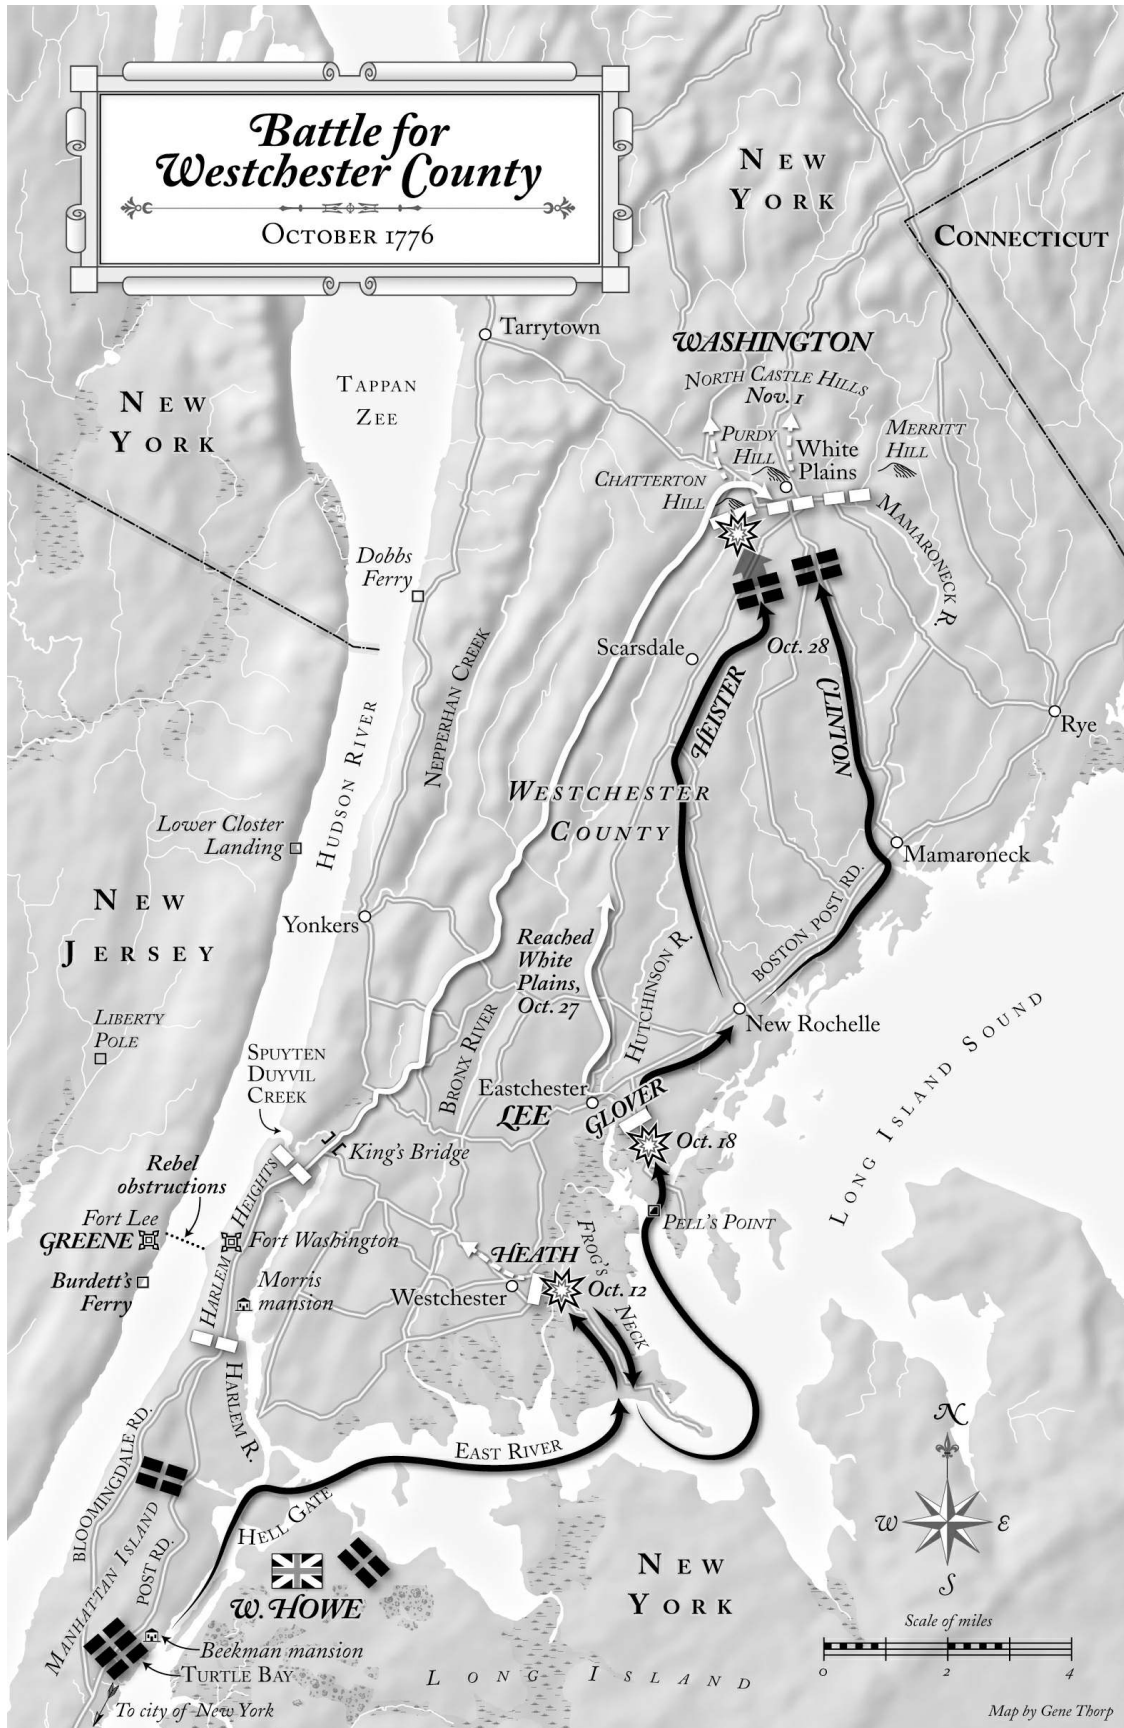 Battle for
Westchester County
OCTOBER 1776
NEW
YORK
CONNECTICUT
Tarrytown
WASHINGTON
NORTH CASTLE HILLS
Nov. 1
TAPPAN
ZEE
NEW
YORK
PURDY
HILL
White
Plains
MERRITT
HILL
CHATTERTON
HILL
MAMARONECK R.
Dobbs
Ferry
Scarsdale
Oct. 28
NEPPERHAN CREEK
HEISTER
CLINTON
Rye
HUDSON RIVER
WESTCHESTER
COUNTY
Lower Closter
Landing
Mamaroneck
BOSTON POST RD.
NEW
JERSEY
Yonkers
Reached
White
Plains,
Oct. 27
HUTCHINSON R.
New Rochelle
LONG ISLAND SOUND
LIBERTY
POLE
SPUYTEN
DUYVIL
CREEK
BRONX RIVER
Eastchester
LEE
GLOVER
Oct. 18
King's Bridge
Rebel
obstructions
HARLEM HEIGHTS
Fort Lee
GREENE
Fort Washington
PELL'S POINT
FROG'S NECK
HEATH
Oct. 12
Burdett's
Ferry
Morris
mansion
Westchester
HARLEM R.
BLOOMINGDALE RD.
EAST RIVER
N
W
E
S
HELL GATE
MANHATTAN ISLAND
POST RD.
W. HOWE
NEW
YORK
Scale of miles
0
2
4
Beekman mansion
TURTLE BAY
LONG ISLAND
To city of New York
Map by Gene Thorp